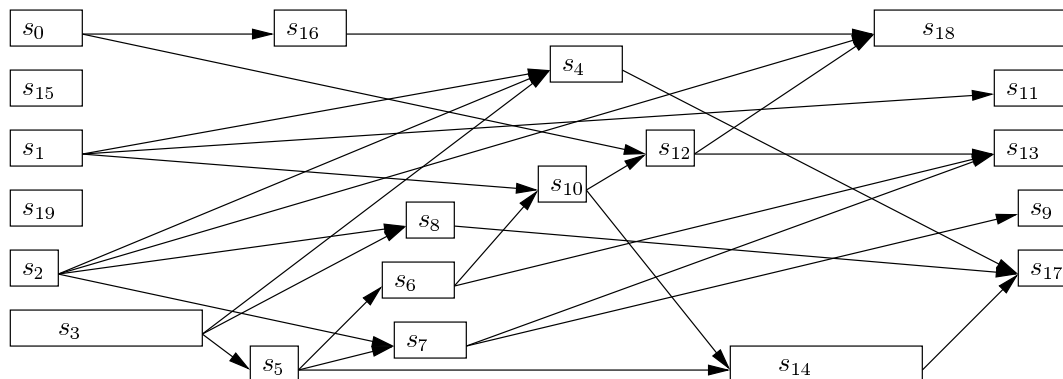 s₀ s₁₆ s₁₈
s₄
s₁₅ s₁₁
s₁ s₁₂ s₁₃
s₁₀
s₁₉ s₈ s₉
s₂ s₆ s₁₇
s₃ s₇
s₅ s₁₄